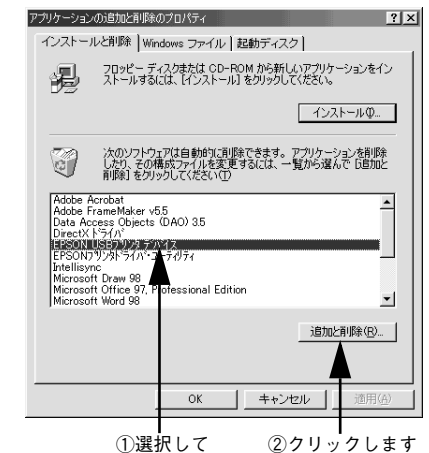 アプリケーションの追加と削除のプロパティ
インストールと削除
Windows ファイル
起動ディスク
フロッピー ディスクまたは CD-ROM から新しいアプリケーションをイン
ストールするには、[インストール] をクリックしてください。
インストール(I)...
次のソフトウェアは自動的に削除できます。アプリケーションを削除
したり、その構成ファイルを変更するには、一覧から選んで [追加と
削除] をクリックしてください(T)
Adobe Acrobat
Adobe FrameMaker v5.5
Data Access Objects (DAO) 3.5
DirectX ドライバ
EPSON USBプリンタ デバイス
EPSONプリンタドライバ・ユーティリティ
Intellisync
Microsoft Draw 98
Microsoft Office 97, Professional Edition
Microsoft Word 98
追加と削除(R)...
OK
キャンセル
適用(A)
①選択して
②クリックします